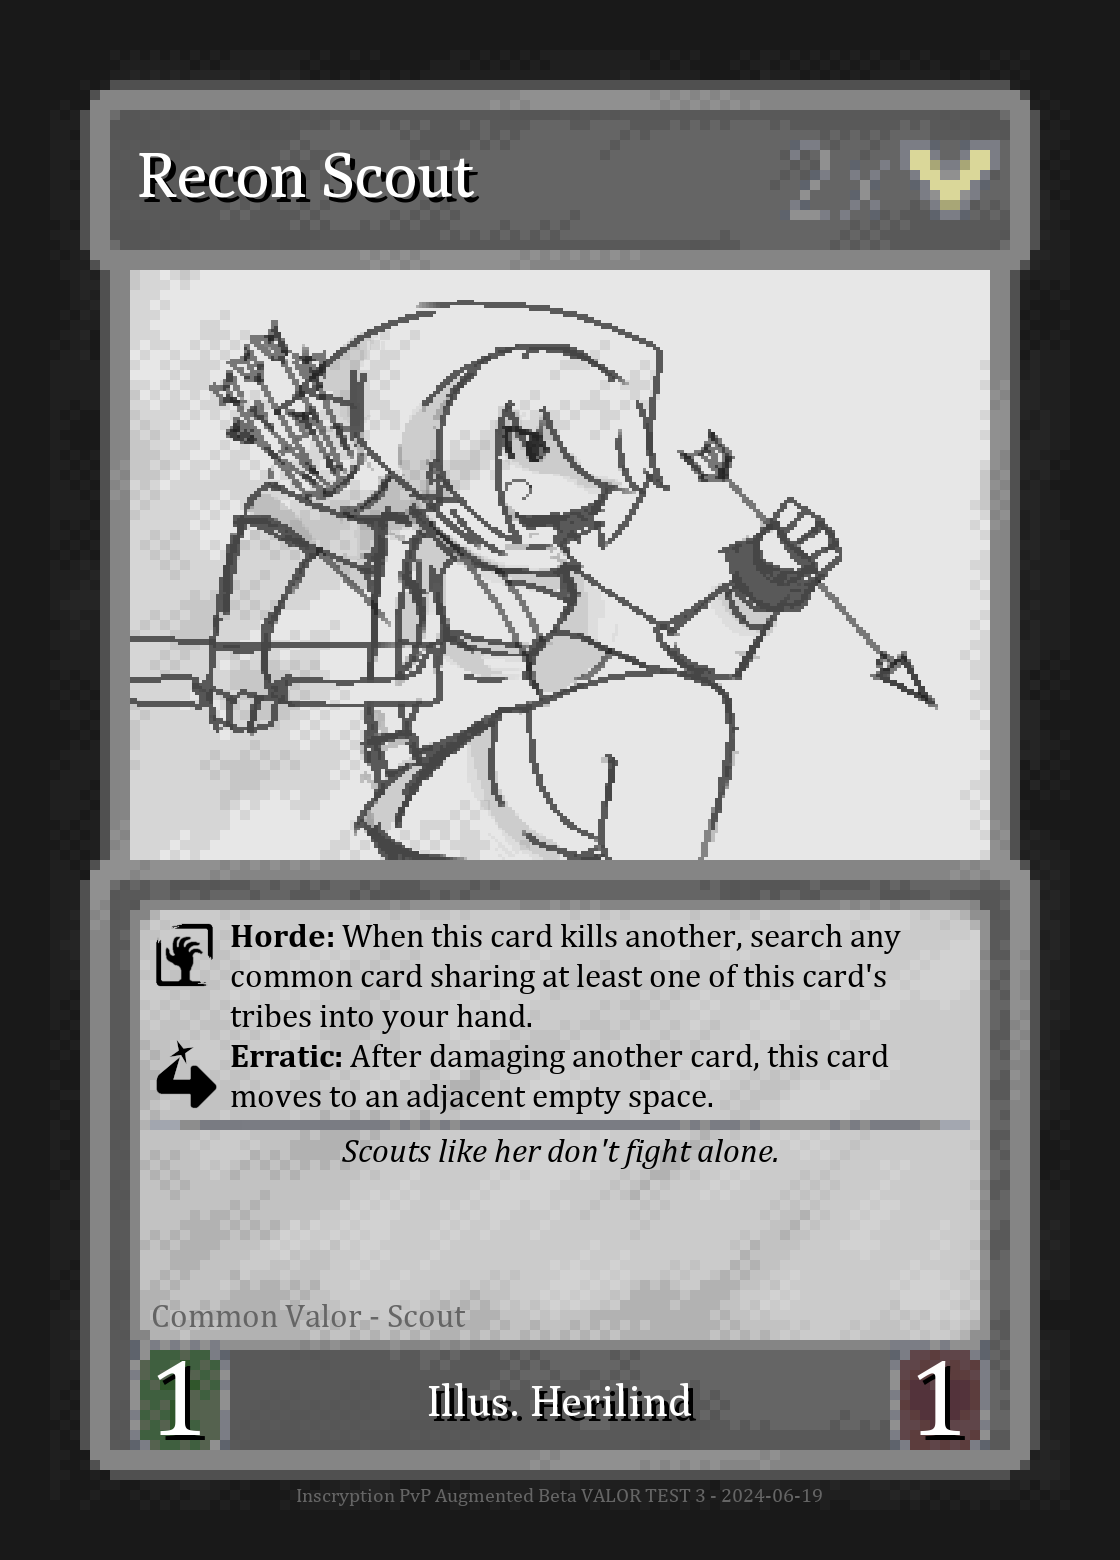 Recon Scout
2x
Horde: When this card kills another, search any
common card sharing at least one of this card's
tribes into your hand.
Erratic: After damaging another card, this card
moves to an adjacent empty space.
Scouts like her don't fight alone.
Common Valor - Scout
1
Illus. Herilind
1
Inscryption PvP Augmented Beta VALOR TEST 3 - 2024-06-19